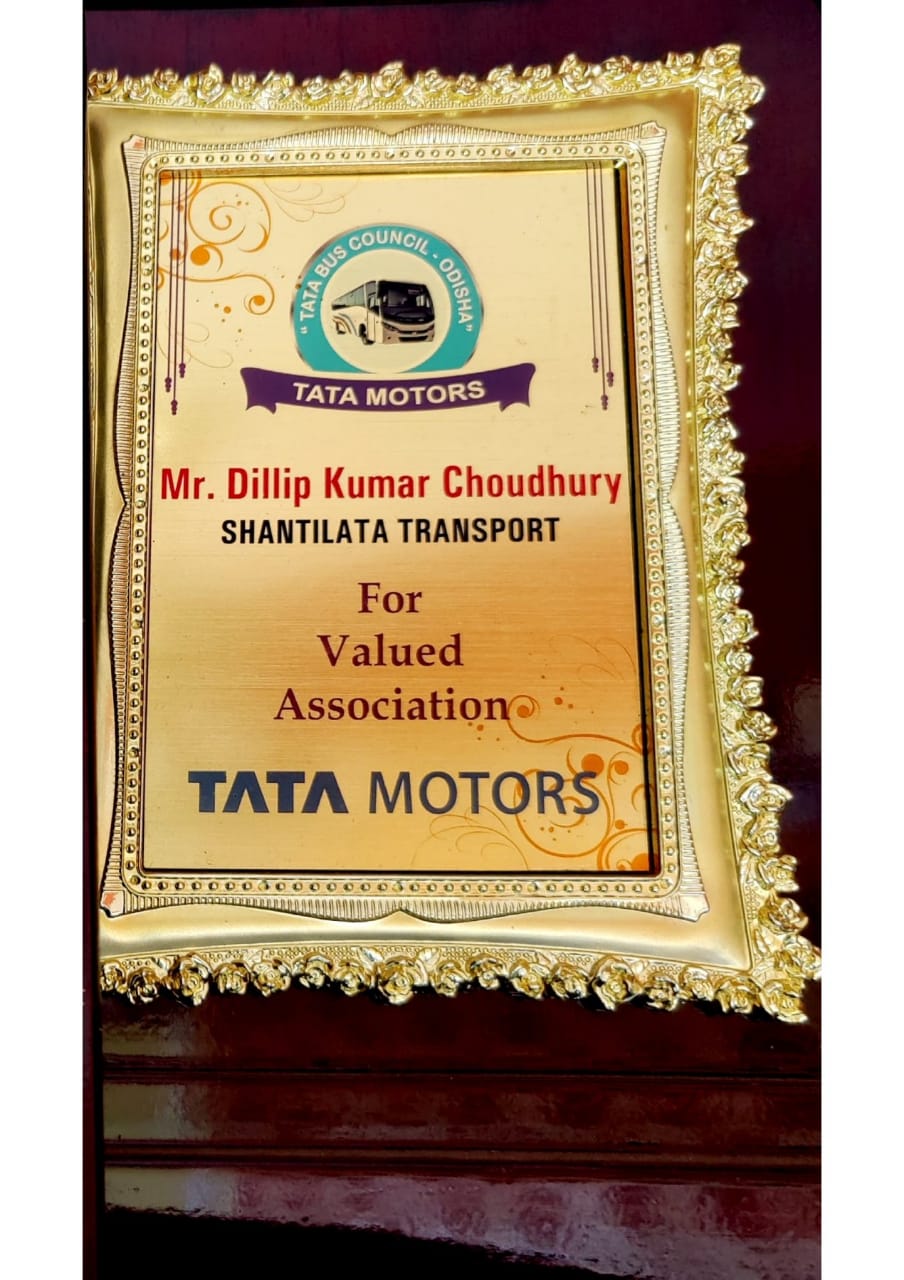 "TATA BUS COUNCIL - ODISHA"
TATA MOTORS
Mr. Dillip Kumar Choudhury
SHANTILATA TRANSPORT
For
Valued
Association
TATA MOTORS